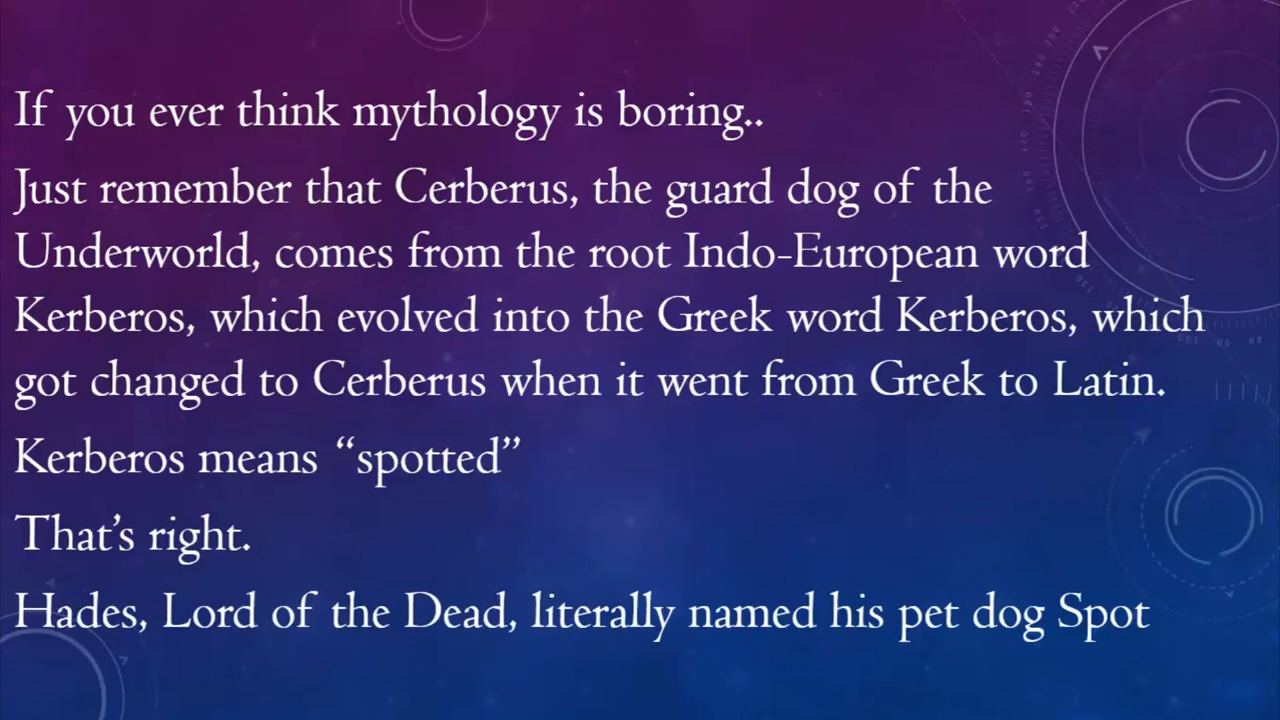 If you ever think mythology is boring..
Just remember that Cerberus, the guard dog of the
Underworld, comes from the root Indo-European word
Kerberos, which evolved into the Greek word Kerberos, which
got changed to Cerberus when it went from Greek to Latin.
Kerberos means “spotted”
That’s right.
Hades, Lord of the Dead, literally named his pet dog Spot